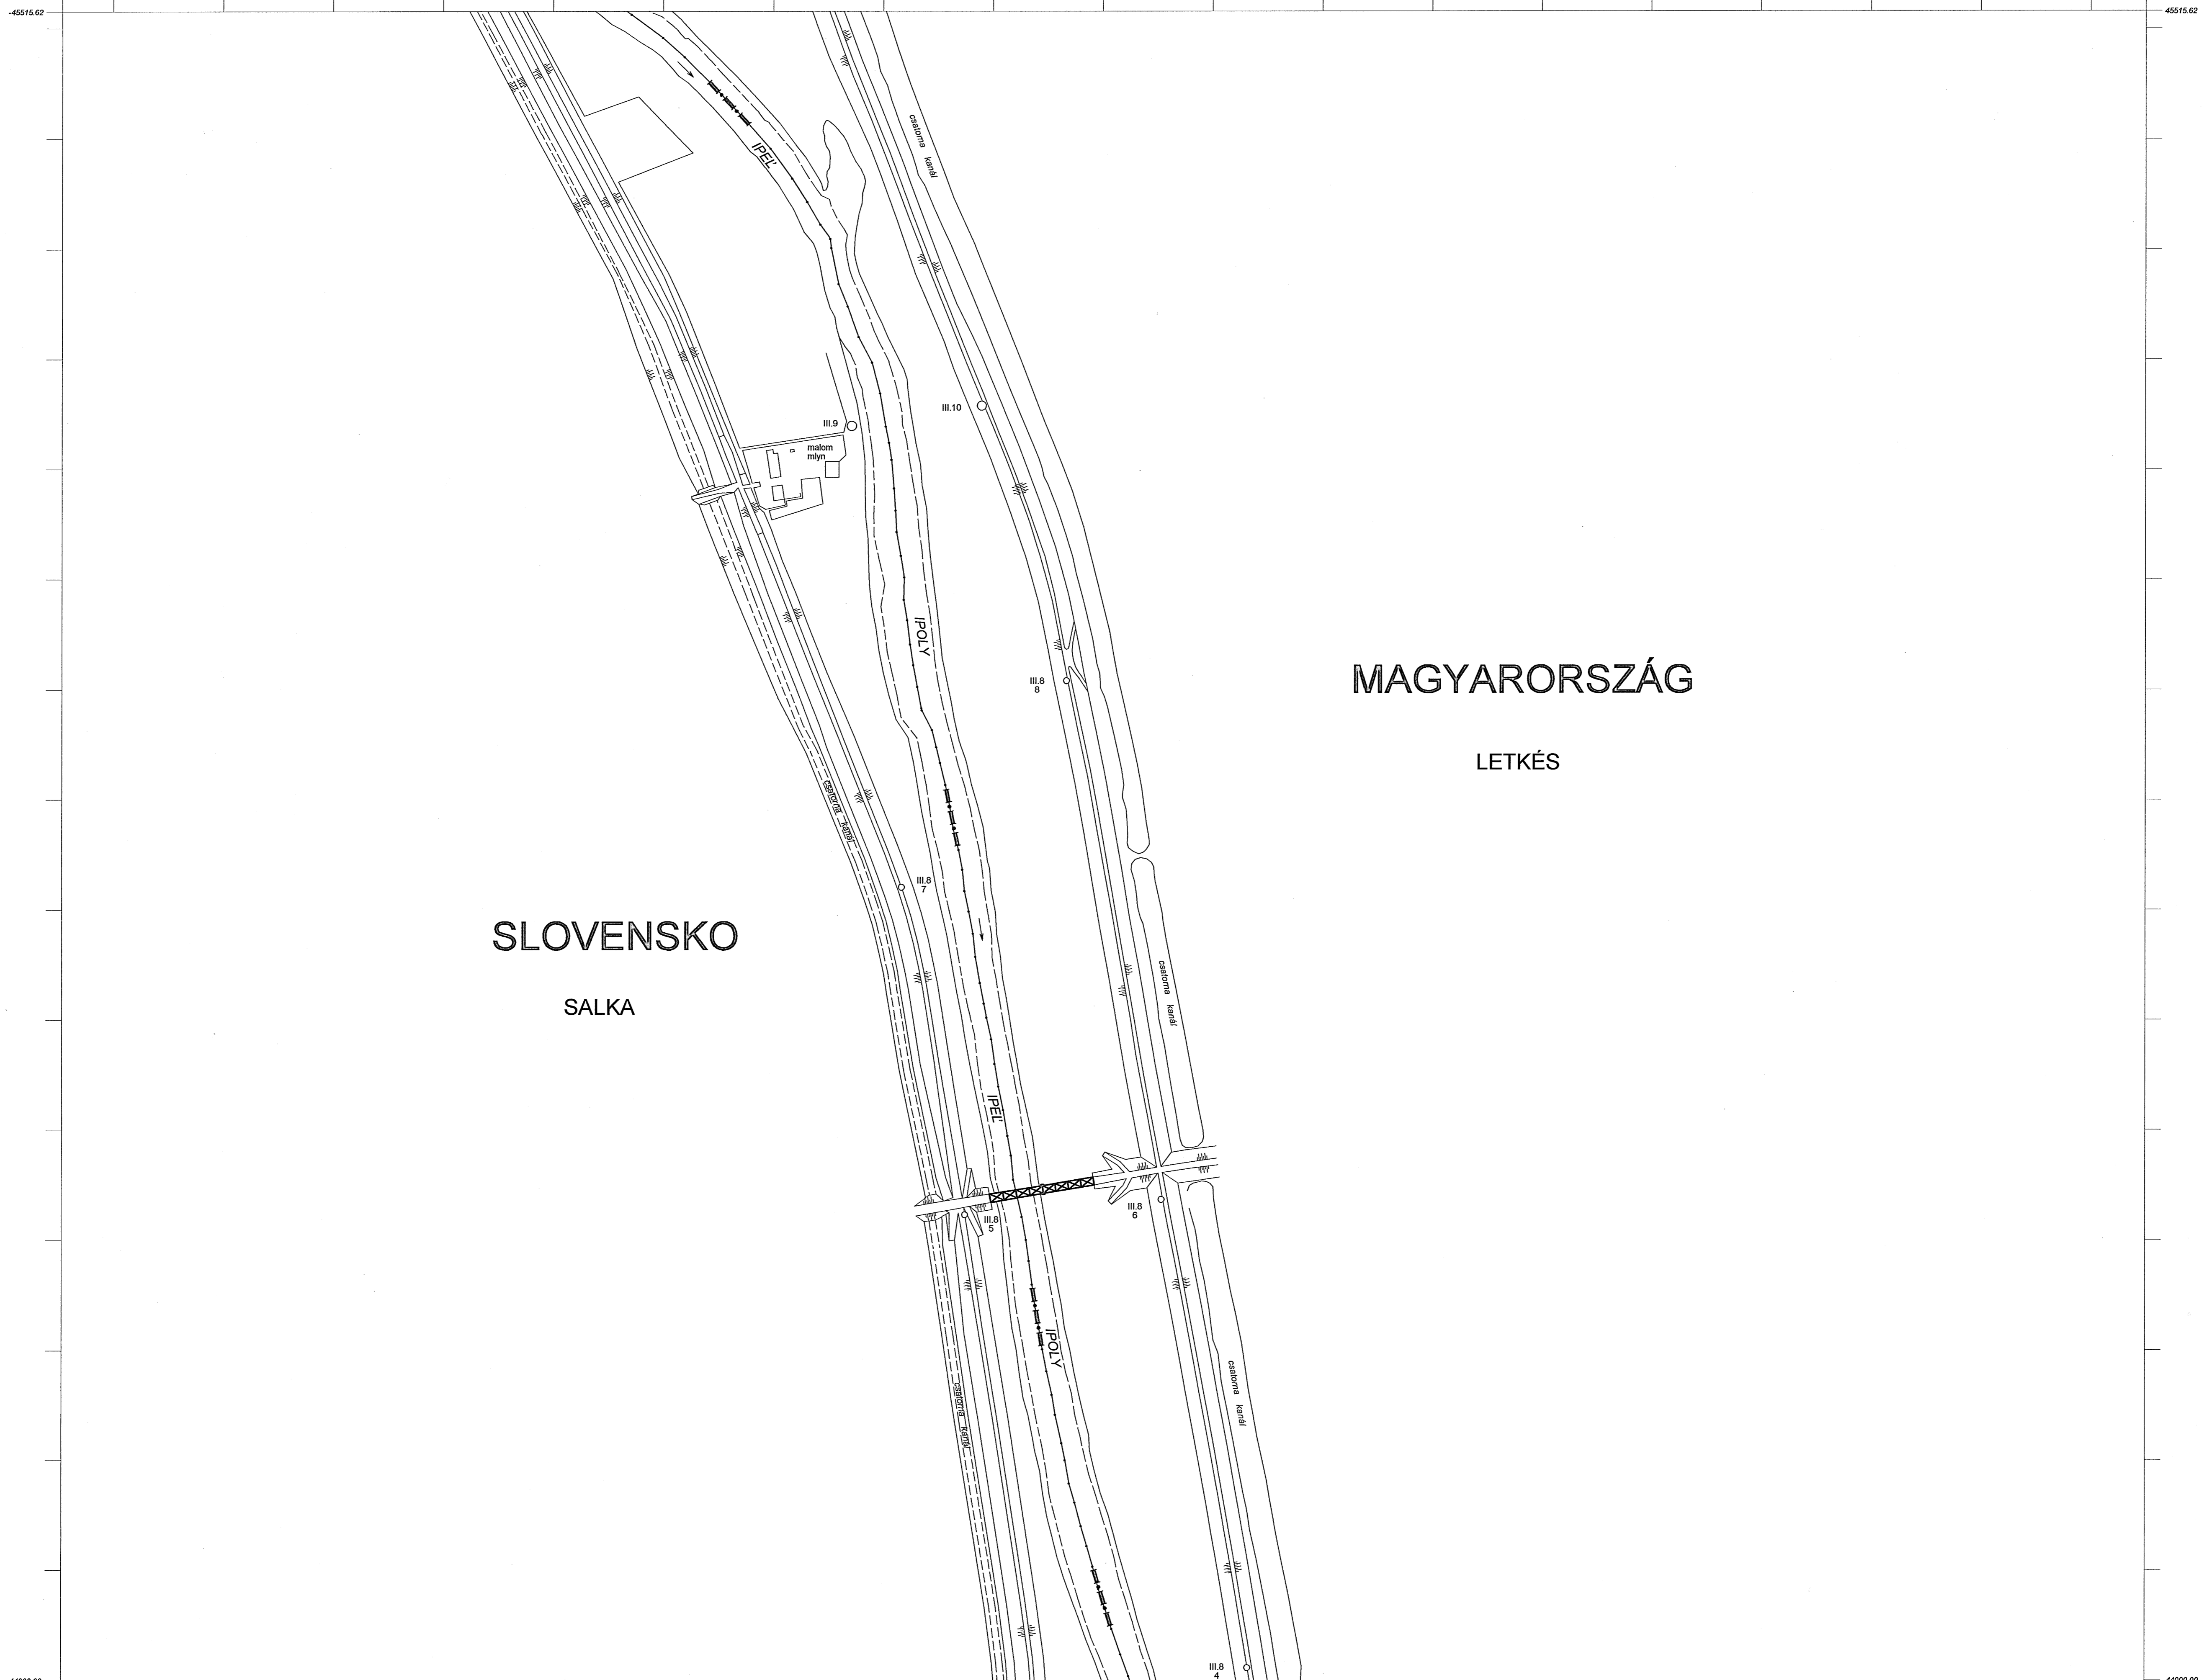 -45515.62
45515.62
IPEĽ
csatorna kanál
III.10
III.9
malom
mlyn
IPOLY
III.8
8
MAGYARORSZÁG
LETKÉS
csatorna kanál
III.8
7
SLOVENSKO
SALKA
csatorna kanál
IPEĽ
III.8
6
III.8
5
IPOLY
csatorna kanál
csatorna kanál
III.8
4